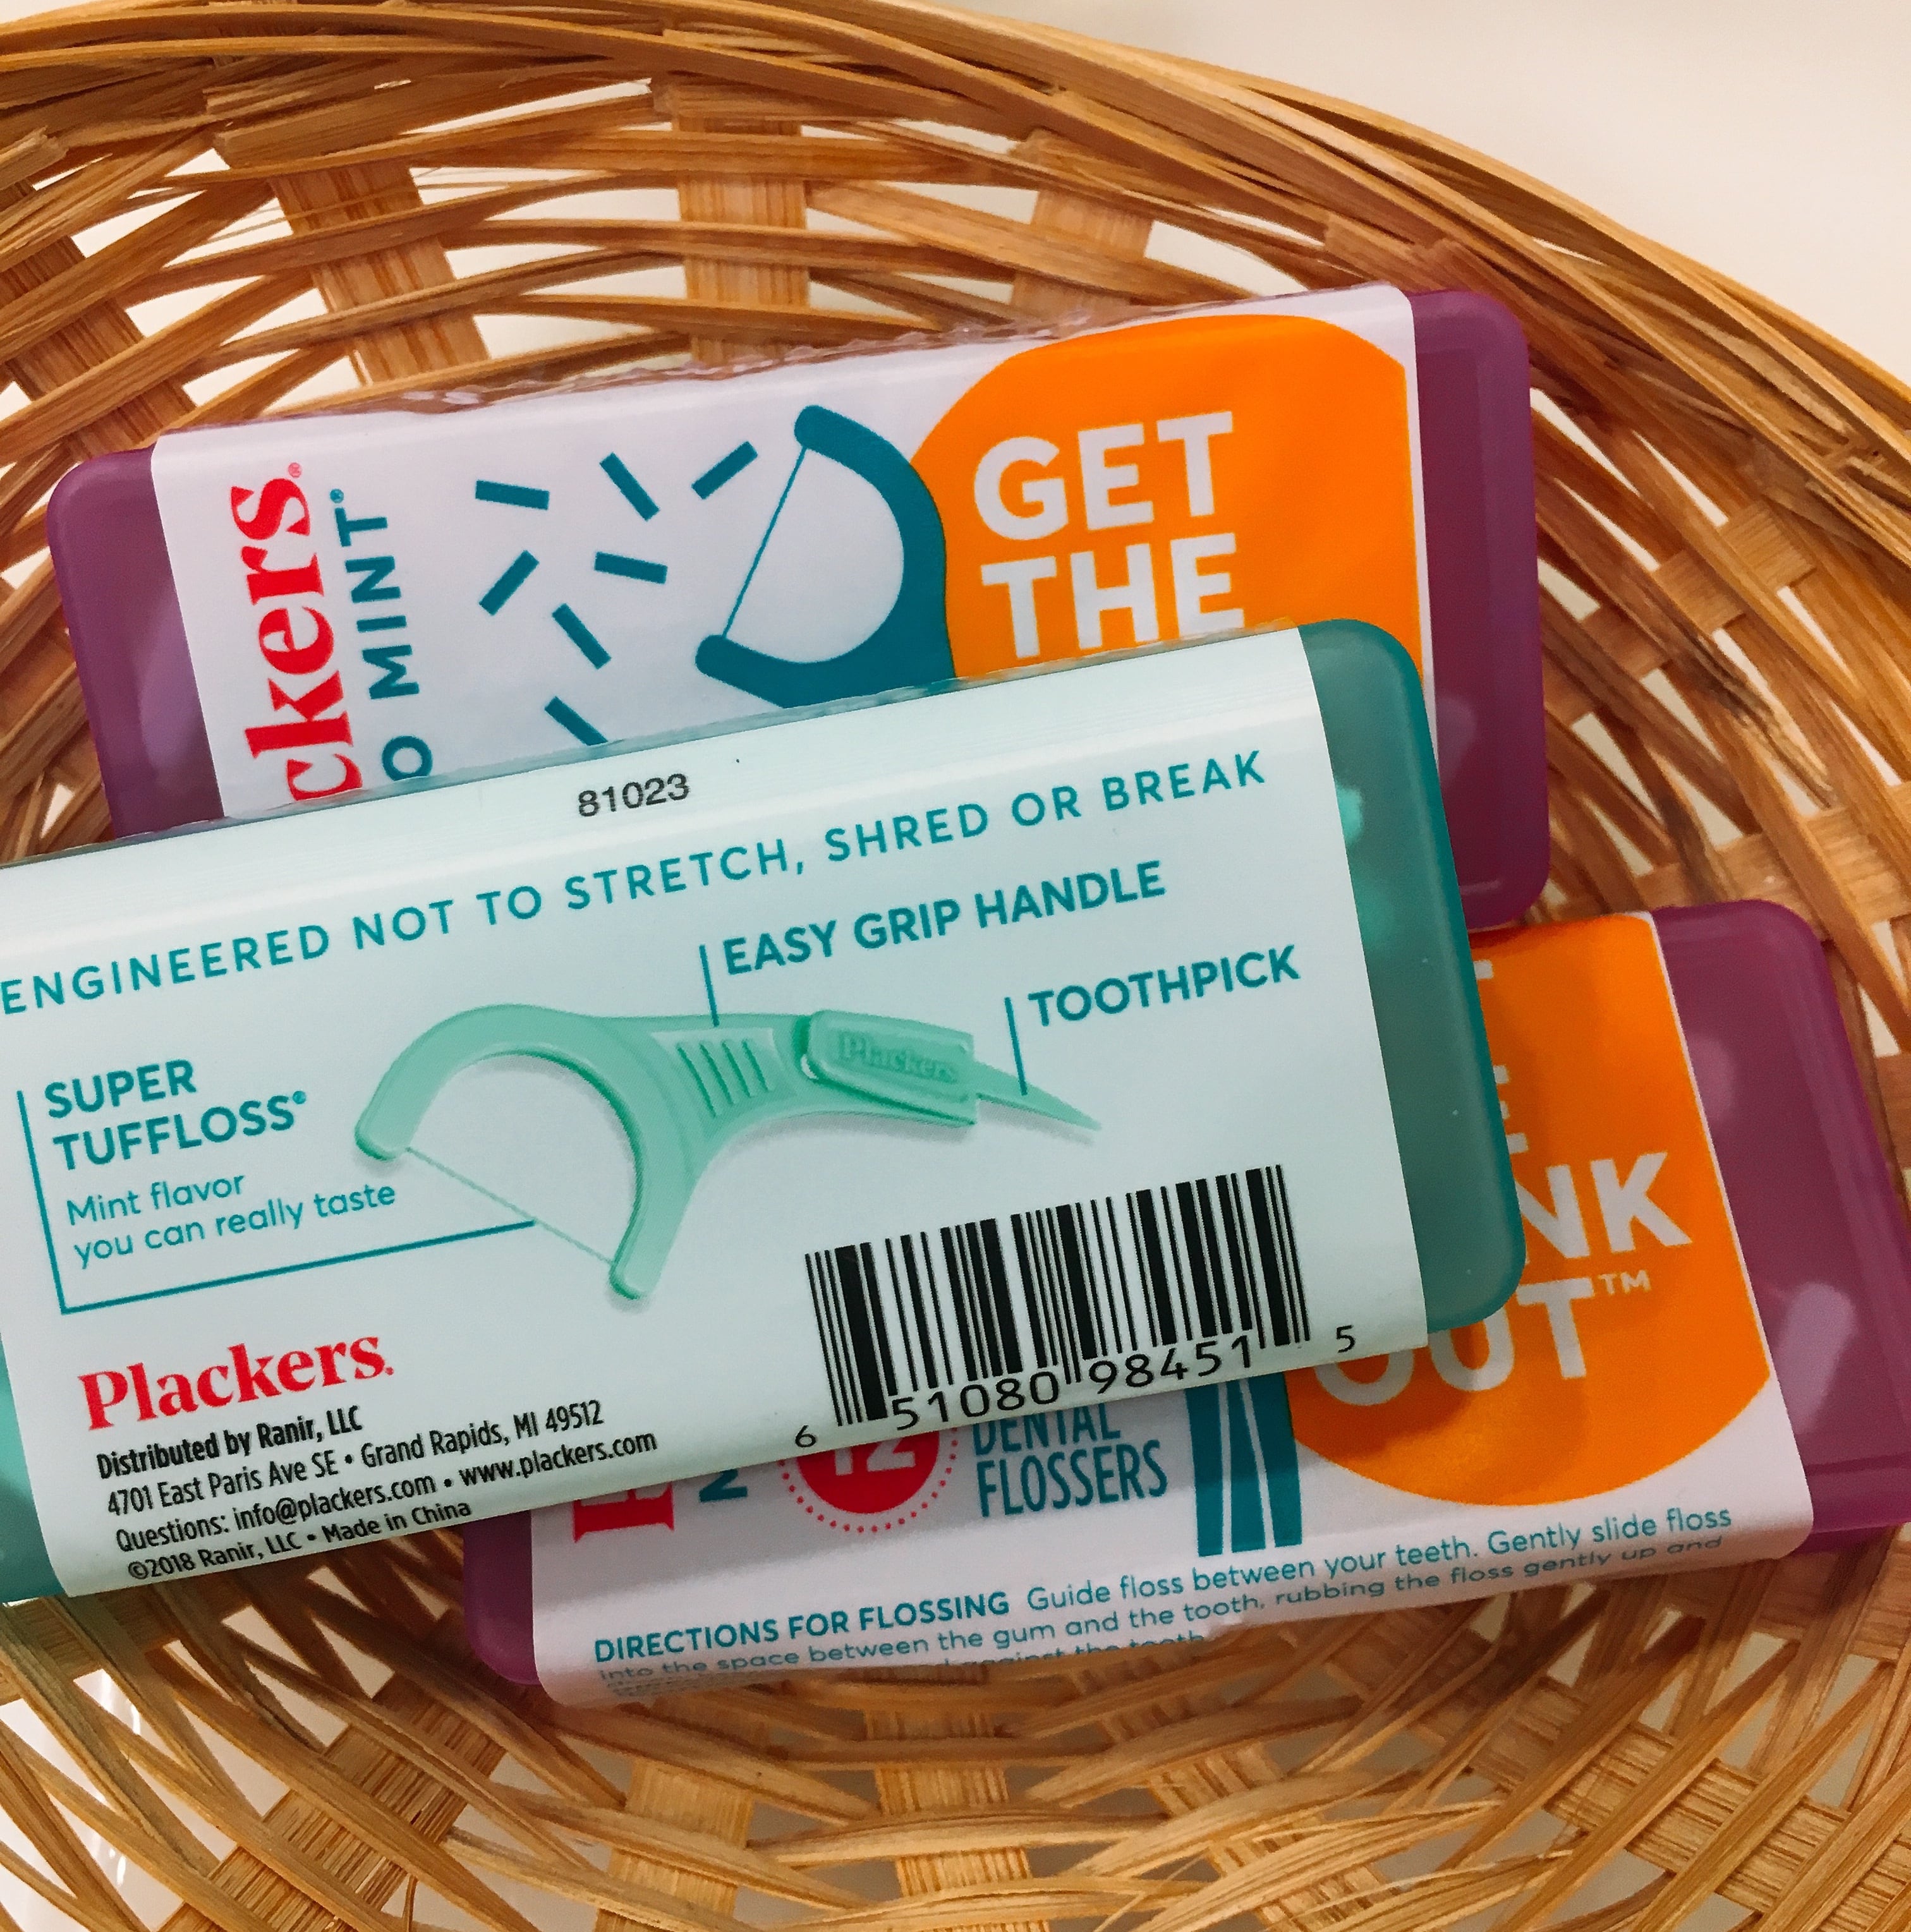 ckers®
O MINT®
GET
THE
81023
ENGINEERED NOT TO STRETCH, SHRED OR BREAK
EASY GRIP HANDLE
TOOTHPICK
SUPER
TUFFLOSS®
Mint flavor
you can really taste
Plackers
Plackers.
Distributed by Ranir, LLC
4701 East Paris Ave SE • Grand Rapids, MI 49512
Questions: info@plackers.com • www.plackers.com
©2018 Ranir, LLC • Made in China
6 51080 98451 5
NK
OUT™
12
DENTAL
FLOSSERS
DIRECTIONS FOR FLOSSING Guide floss between your teeth. Gently slide floss
into the space between the gum and the tooth, rubbing the floss gently up and
against the tooth